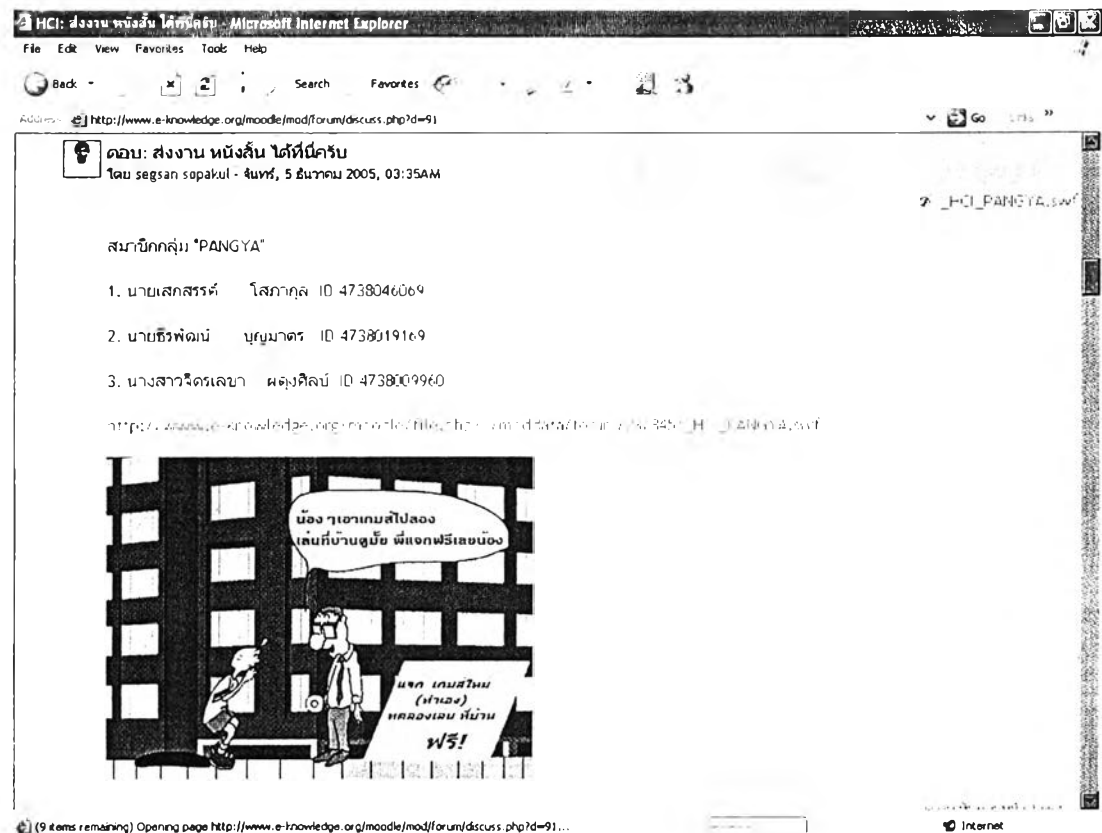 HCI: ส่งงาน หนังสั้น ได้ที่นี่ครับ - Microsoft Internet Explorer
File Edit View Favorites Tools Help
Back Search Favorites
Address http://www.e-knowledge.org/moodle/mod/forum/discuss.php?d=91
Go Links »
ตอบ: ส่งงาน หนังสั้น ได้ที่นี่ครับ
โดย segsan sopakul - จันทร์, 5 ธันวาคม 2005, 03:35AM
_HCI_PANGYA.swf
สมาชิกกลุ่ม "PANGYA"
1. นายเสกสรรค์ โสภากุล ID 4738046069
2. นายธีรพัฒน์ บุญมาตร ID 4738019169
3. นางสาวจิตรเลขา ผดุงศิลป์ ID 4738009960
น้อง ๆเอาเกมส์ไปลอง
เล่นที่บ้านดูมั้ย พี่แจกฟรีเลยน้อง
แจก เกมส์ใหม่
(ทำเอง)
ทดลองเล่น ที่บ้าน
ฟรี!
(9 items remaining) Opening page http://www.e-knowledge.org/moodle/mod/forum/discuss.php?d=91...
Internet